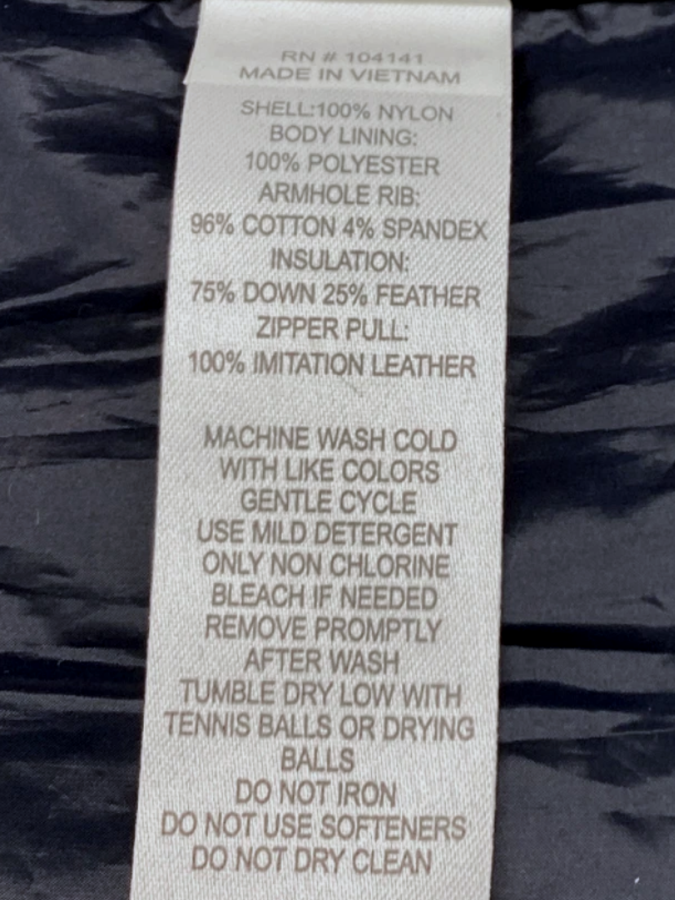 RN # 104141
MADE IN VIETNAM
SHELL:100% NYLON
BODY LINING:
100% POLYESTER
ARMHOLE RIB:
96% COTTON 4% SPANDEX
INSULATION:
75% DOWN 25% FEATHER
ZIPPER PULL:
100% IMITATION LEATHER
MACHINE WASH COLD
WITH LIKE COLORS
GENTLE CYCLE
USE MILD DETERGENT
ONLY NON CHLORINE
BLEACH IF NEEDED
REMOVE PROMPTLY
AFTER WASH
TUMBLE DRY LOW WITH
TENNIS BALLS OR DRYING
BALLS
DO NOT IRON
DO NOT USE SOFTENERS
DO NOT DRY CLEAN